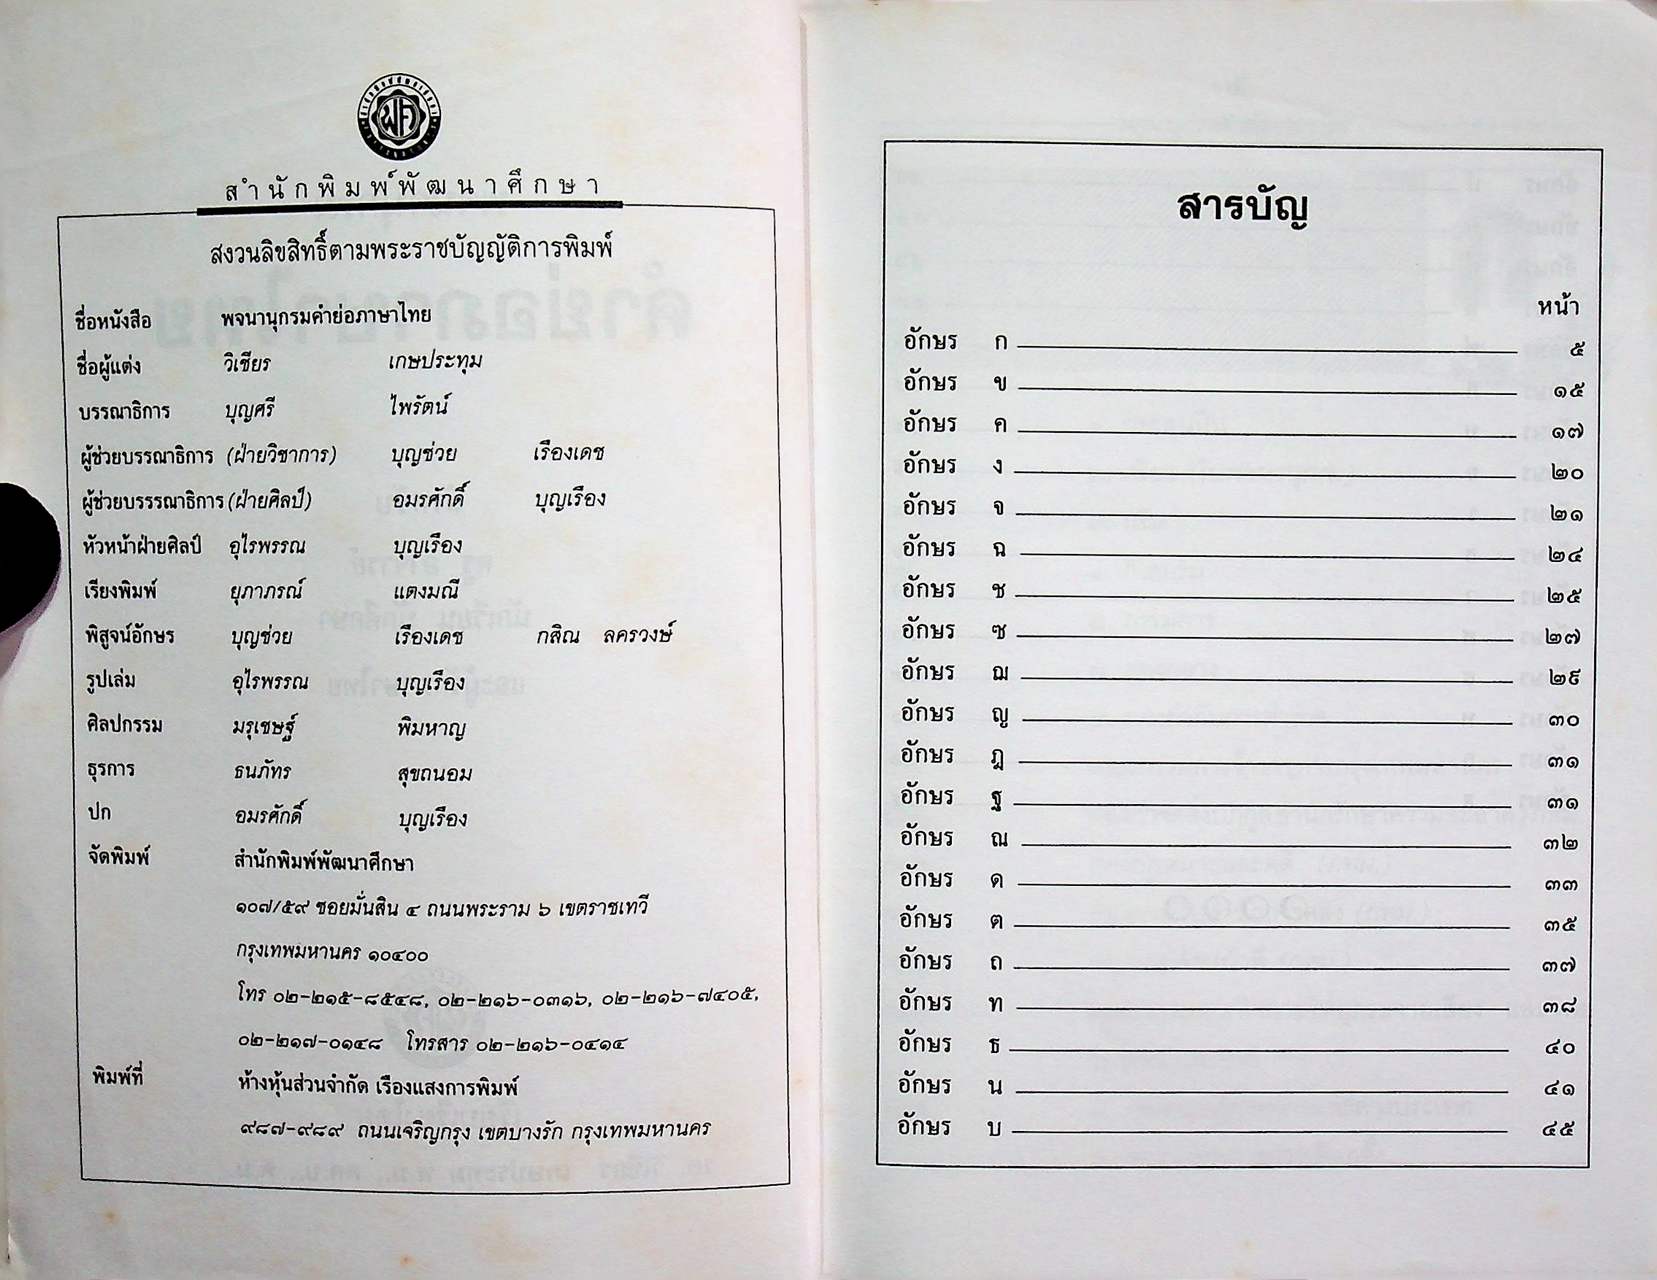 สำนักพิมพ์พัฒนาศึกษา
สงวนลิขสิทธิ์ตามพระราชบัญญัติการพิมพ์
ชื่อหนังสือ พจนานุกรมคำย่อภาษาไทย
ชื่อผู้แต่ง วิเชียร เกษประทุม
บรรณาธิการ บุญศรี ไพรัตน์
ผู้ช่วยบรรณาธิการ (ฝ่ายวิชาการ) บุญช่วย เรืองเดช
ผู้ช่วยบรรรณาธิการ (ฝ่ายศิลป์) อมรศักดิ์ บุญเรือง
หัวหน้าฝ่ายศิลป์ อุไรพรรณ บุญเรือง
เรียงพิมพ์ ยุภาภรณ์ แตงมณี
พิสูจน์อักษร บุญช่วย เรืองเดช กสิณ ลครวงษ์
รูปเล่ม อุไรพรรณ บุญเรือง
ศิลปกรรม มรุเชษฐ์ พิมหาญ
ธุรการ ธนภัทร สุขถนอม
ปก อมรศักดิ์ บุญเรือง
จัดพิมพ์ สำนักพิมพ์พัฒนาศึกษา
๑๐๗/๕๙ ซอยมั่นสิน ๔ ถนนพระราม ๖ เขตราชเทวี
กรุงเทพมหานคร ๑๐๔๐๐
โทร ๐๒-๒๑๕-๘๕๔๘, ๐๒-๒๑๖-๐๓๑๖, ๐๒-๒๑๖-๗๔๐๕,
๐๒-๒๑๗-๐๑๔๘ โทรสาร ๐๒-๒๑๖-๐๔๑๔
พิมพ์ที่ ห้างหุ้นส่วนจำกัด เรืองแสงการพิมพ์
๙๘๗-๙๘๙ ถนนเจริญกรุง เขตบางรัก กรุงเทพมหานคร
สารบัญ
หน้า
อักษร ก ๕
อักษร ข ๑๕
อักษร ค ๑๗
อักษร ง ๒๐
อักษร จ ๒๑
อักษร ฉ ๒๔
อักษร ช ๒๕
อักษร ซ ๒๗
อักษร ฌ ๒๙
อักษร ญ ๓๐
อักษร ฎ ๓๑
อักษร ฐ ๓๑
อักษร ณ ๓๒
อักษร ด ๓๓
อักษร ต ๓๕
อักษร ถ ๓๗
อักษร ท ๓๘
อักษร ธ ๔๐
อักษร น ๔๑
อักษร บ ๔๕